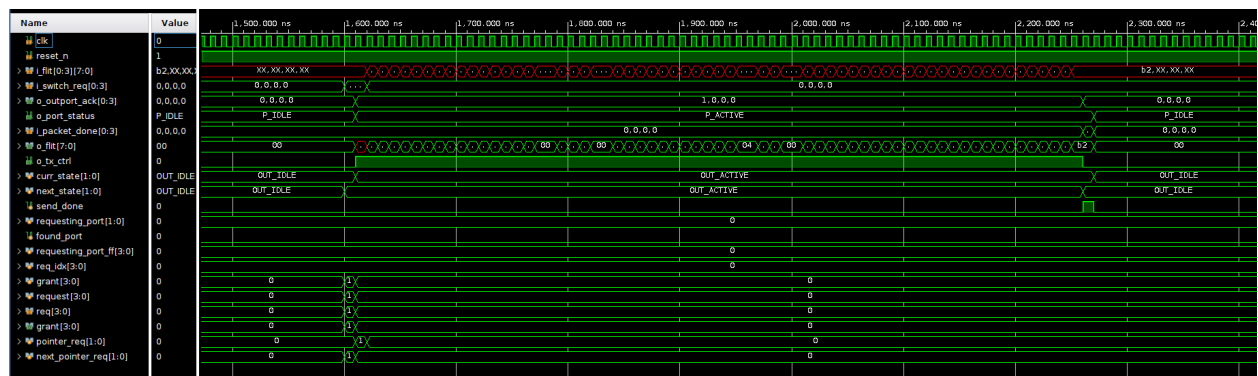 Name Value 1,500.000 ns 1,600.000 ns 1,700.000 ns 1,800.000 ns 1,900.000 ns 2,000.000 ns 2,100.000 ns 2,200.000 ns 2,300.000 ns 2,40
clk 0
reset_n 1
i_flit[0:3][7:0] b2,XX,XX, XX,XX,XX,XX ... ... ... ... b2,XX,XX,XX
i_switch_req[0:3] 0,0,0,0 0,0,0,0 ... 0,0,0,0
o_outport_ack[0:3] 0,0,0,0 0,0,0,0 1,0,0,0 0,0,0,0
o_port_status P_IDLE P_IDLE P_ACTIVE P_IDLE
i_packet_done[0:3] 0,0,0,0 0,0,0,0 0,0,0,0
o_flit[7:0] 00 00 00 00 04 00 b2 00
o_tx_ctrl 0
curr_state[1:0] OUT_IDLE OUT_IDLE OUT_ACTIVE OUT_IDLE
next_state[1:0] OUT_IDLE OUT_IDLE OUT_ACTIVE OUT_IDLE
send_done 0
requesting_port[1:0] 0 0
found_port 0
requesting_port_ff[3:0] 0 0
req_idx[3:0] 0 0
grant[3:0] 0 0 1 0
request[3:0] 0 0 1 0
req[3:0] 0 0 1 0
grant[3:0] 0 0 1 0
pointer_req[1:0] 0 0 1 0
next_pointer_req[1:0] 0 0 1 0